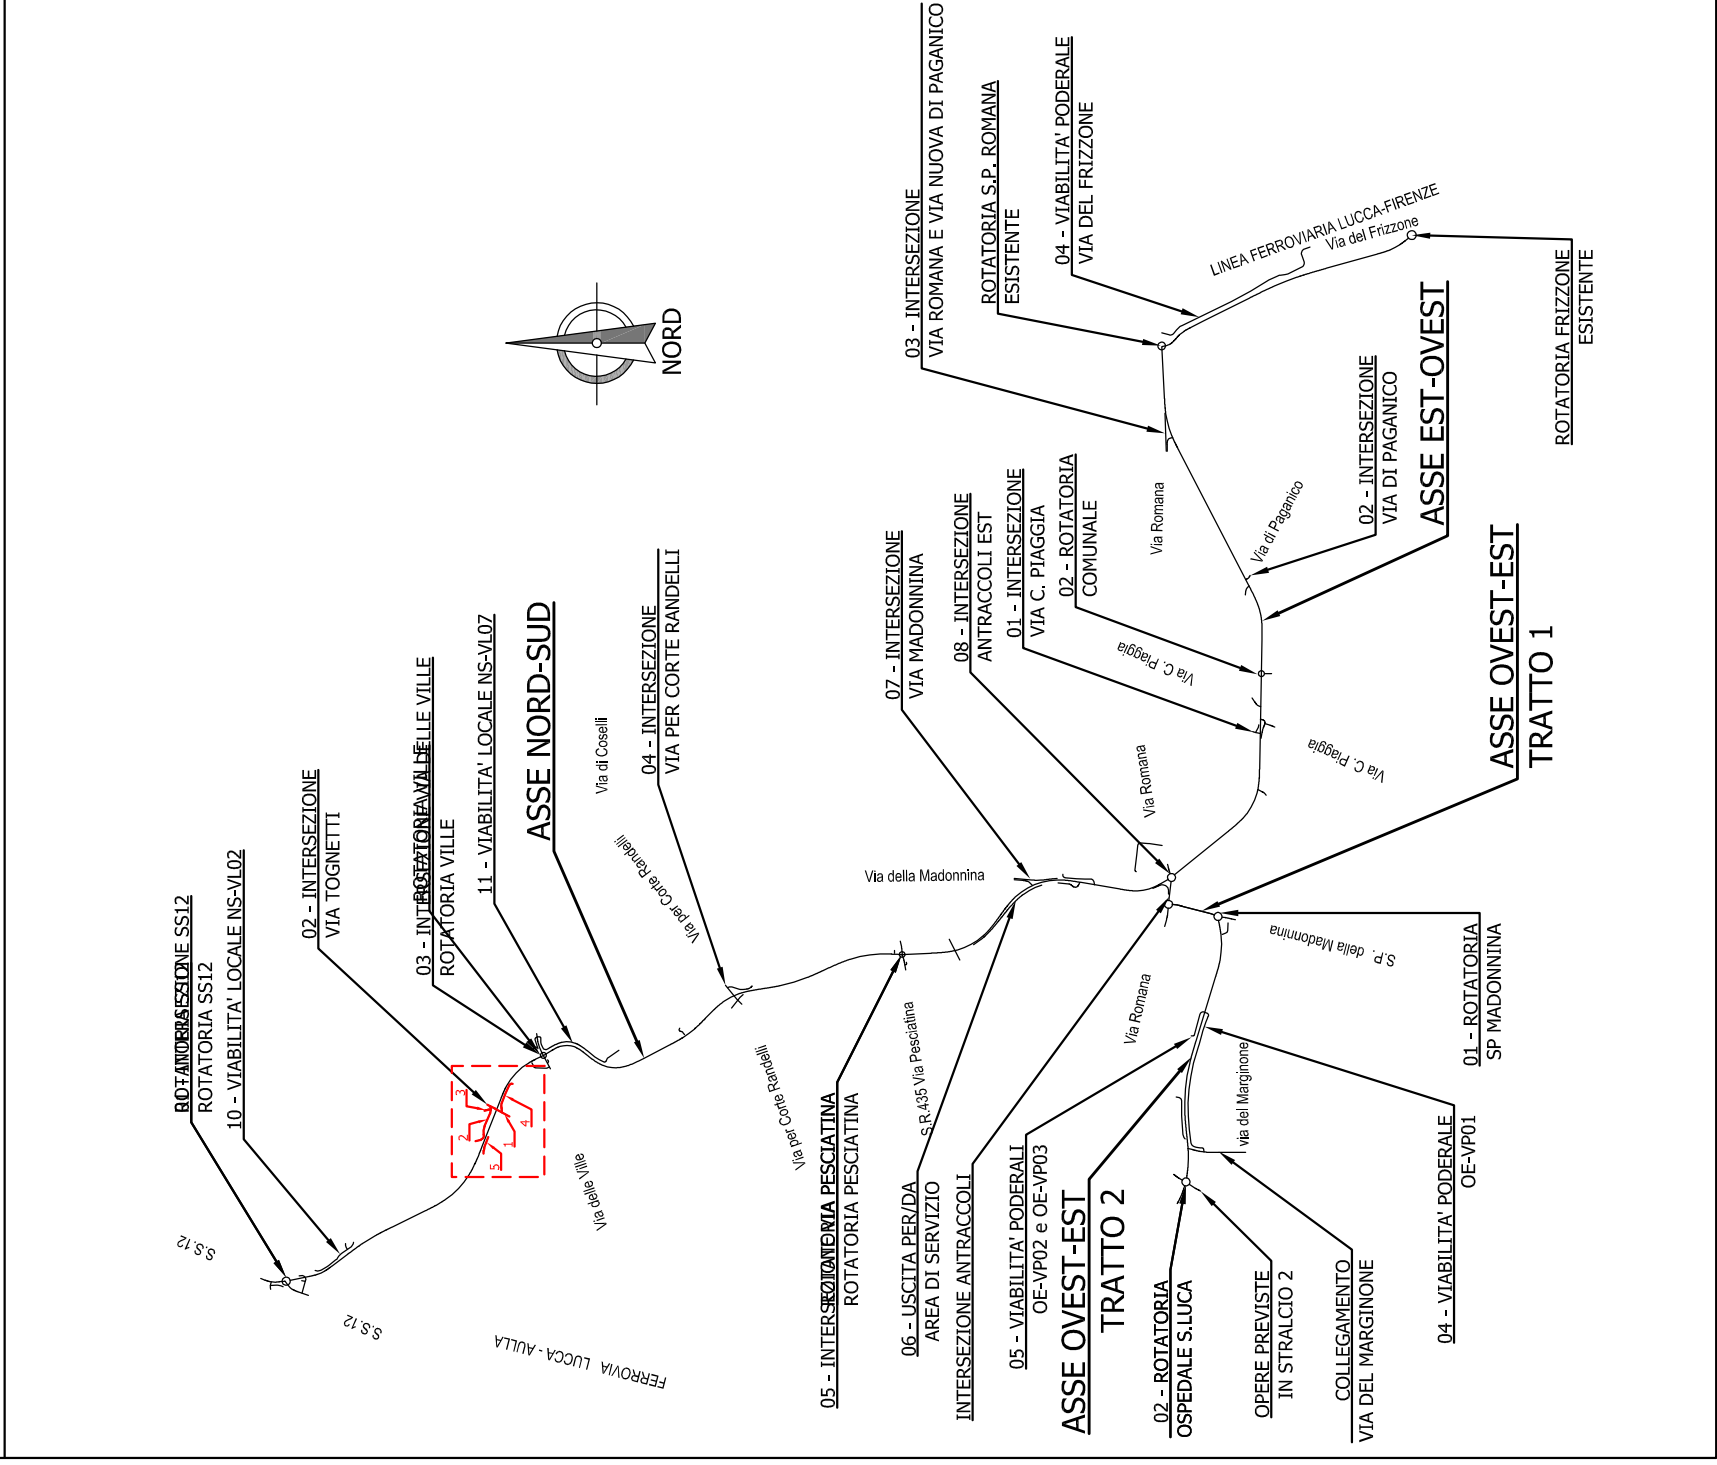 ROTATORIA SS12
10 - VIABILITA' LOCALE NS-VL02
02 - INTERSEZIONE
VIA TOGNETTI
ROTATORIA VILLE
11 - VIABILITA' LOCALE NS-VL07
ASSE NORD-SUD
Via di Coselli
04 - INTERSEZIONE
VIA PER CORTE RANDELLI
Via per Corte Randelli
NORD
S.S.12
S.S.12
FERROVIA LUCCA - AULLA
Via delle Ville
1
2
3
4
5
Via per Corte Randelli
ROTATORIA PESCIATINA
S.R.435 Via Pesciatina
06 - USCITA PER/DA
AREA DI SERVIZIO
INTERSEZIONE ANTRACCOLI
05 - VIABILITA' PODERALI
OE-VP02 e OE-VP03
ASSE OVEST-EST
TRATTO 2
02 - ROTATORIA
OSPEDALE S.LUCA
OPERE PREVISTE
IN STRALCIO 2
COLLEGAMENTO
VIA DEL MARGINONE
04 - VIABILITA' PODERALE
OE-VP01
via del Marginone
Via Romana
01 - ROTATORIA
SP MADONNINA
S.P. della Madonnina
Via della Madonnina
07 - INTERSEZIONE
VIA MADONNINA
08 - INTERSEZIONE
ANTRACCOLI EST
01 - INTERSEZIONE
VIA C. PIAGGIA
02 - ROTATORIA
COMUNALE
Via Romana
Via C. Piaggia
Via C. Piaggia
ASSE OVEST-EST
TRATTO 1
Via Romana
Via di Paganico
02 - INTERSEZIONE
VIA DI PAGANICO
ASSE EST-OVEST
03 - INTERSEZIONE
VIA ROMANA E VIA NUOVA DI PAGANICO
ROTATORIA S.P. ROMANA
ESISTENTE
04 - VIABILITA' PODERALE
VIA DEL FRIZZONE
LINEA FERROVIARIA LUCCA-FIRENZE
Via del Frizzone
ROTATORIA FRIZZONE
ESISTENTE